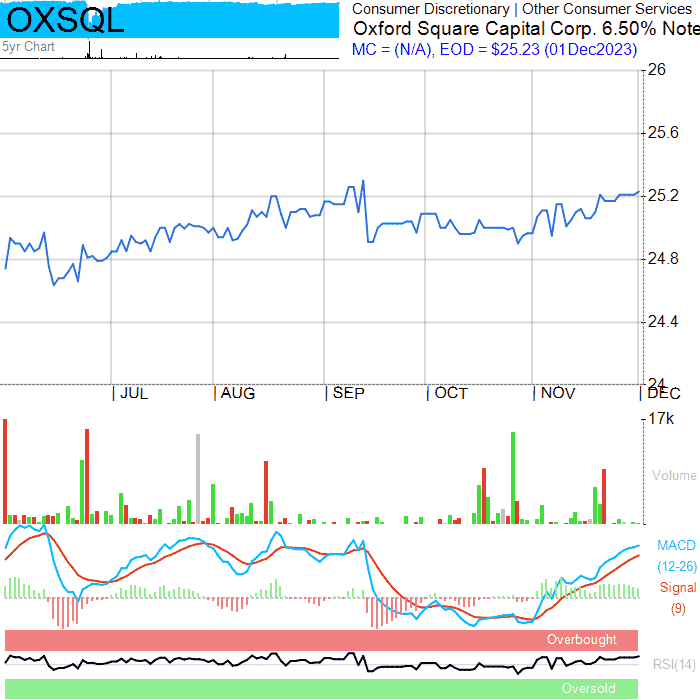 OXSQL
Consumer Discretionary | Other Consumer Services
Oxford Square Capital Corp. 6.50% Note
5yr Chart
MC = (N/A), EOD = $25.23 (01Dec2023)
26
25.6
25.2
24.8
24.4
24
JUL AUG SEP OCT NOV DEC
17k
Volume
MACD
(12-26)
Signal
(9)
Overbought
RSI(14)
Oversold